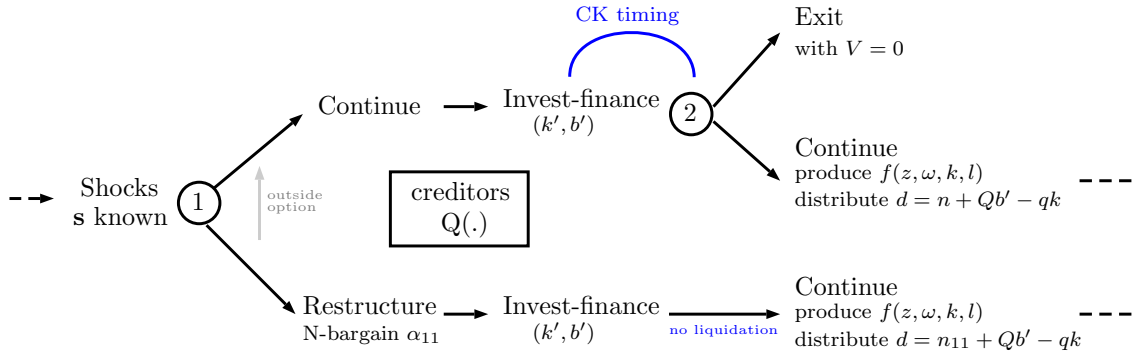 CK timing
Exit
with V = 0
Continue
Invest-finance
(k′, b′)
2
Continue
produce f(z, ω, k, l)
distribute d = n + Qb′ − qk
Shocks
s known
1
outside
option
creditors
Q(.)
Restructure
N-bargain α₁₁
Invest-finance
(k′, b′)
no liquidation
Continue
produce f(z, ω, k, l)
distribute d = n₁₁ + Qb′ − qk